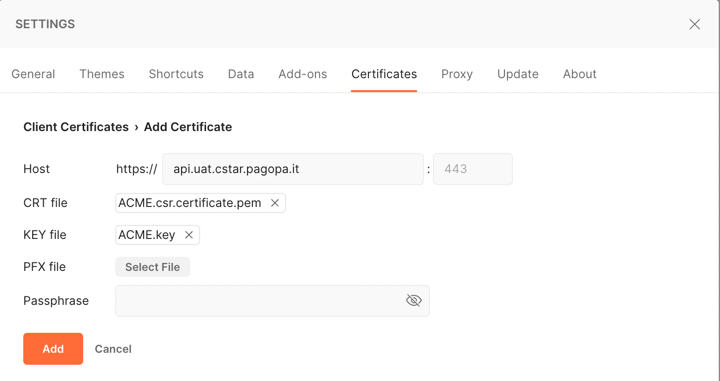 SETTINGS
General Themes Shortcuts Data Add-ons Certificates Proxy Update About
Client Certificates › Add Certificate
Host https:// api.uat.cstar.pagopa.it : 443
CRT file ACME.csr.certificate.pem
KEY file ACME.key
PFX file Select File
Passphrase
Add Cancel